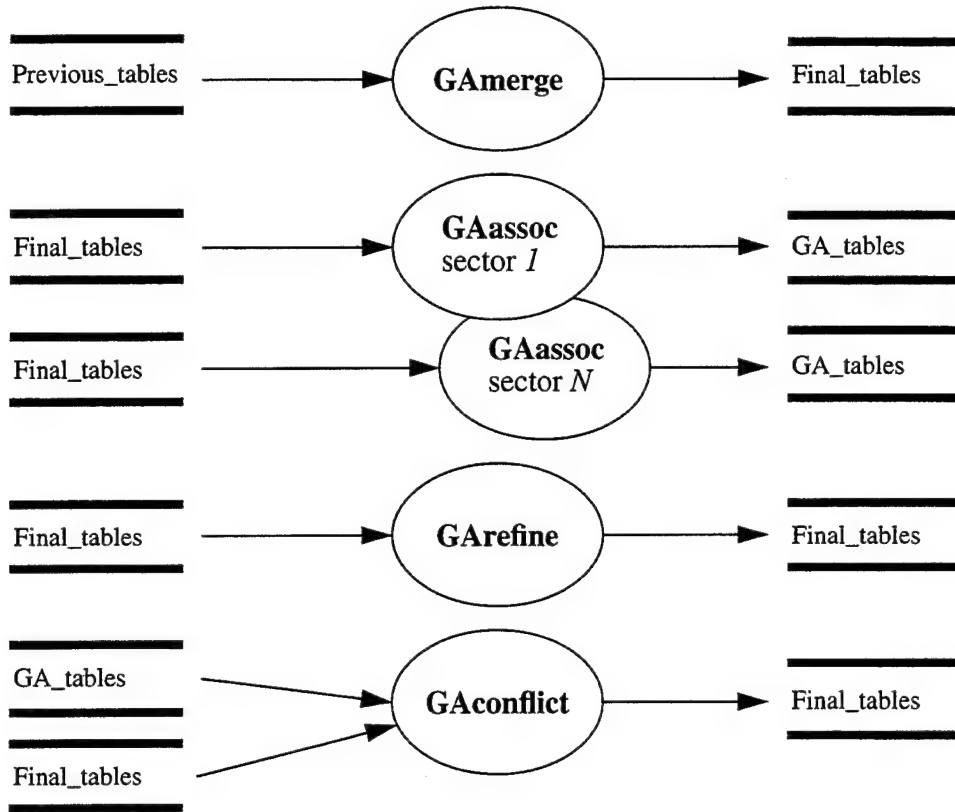 Previous_tables
GAmerge
Final_tables
Final_tables
GAassoc
sector 1
GA_tables
Final_tables
GAassoc
sector N
GA_tables
Final_tables
GArefine
Final_tables
GA_tables
GAconflict
Final_tables
Final_tables